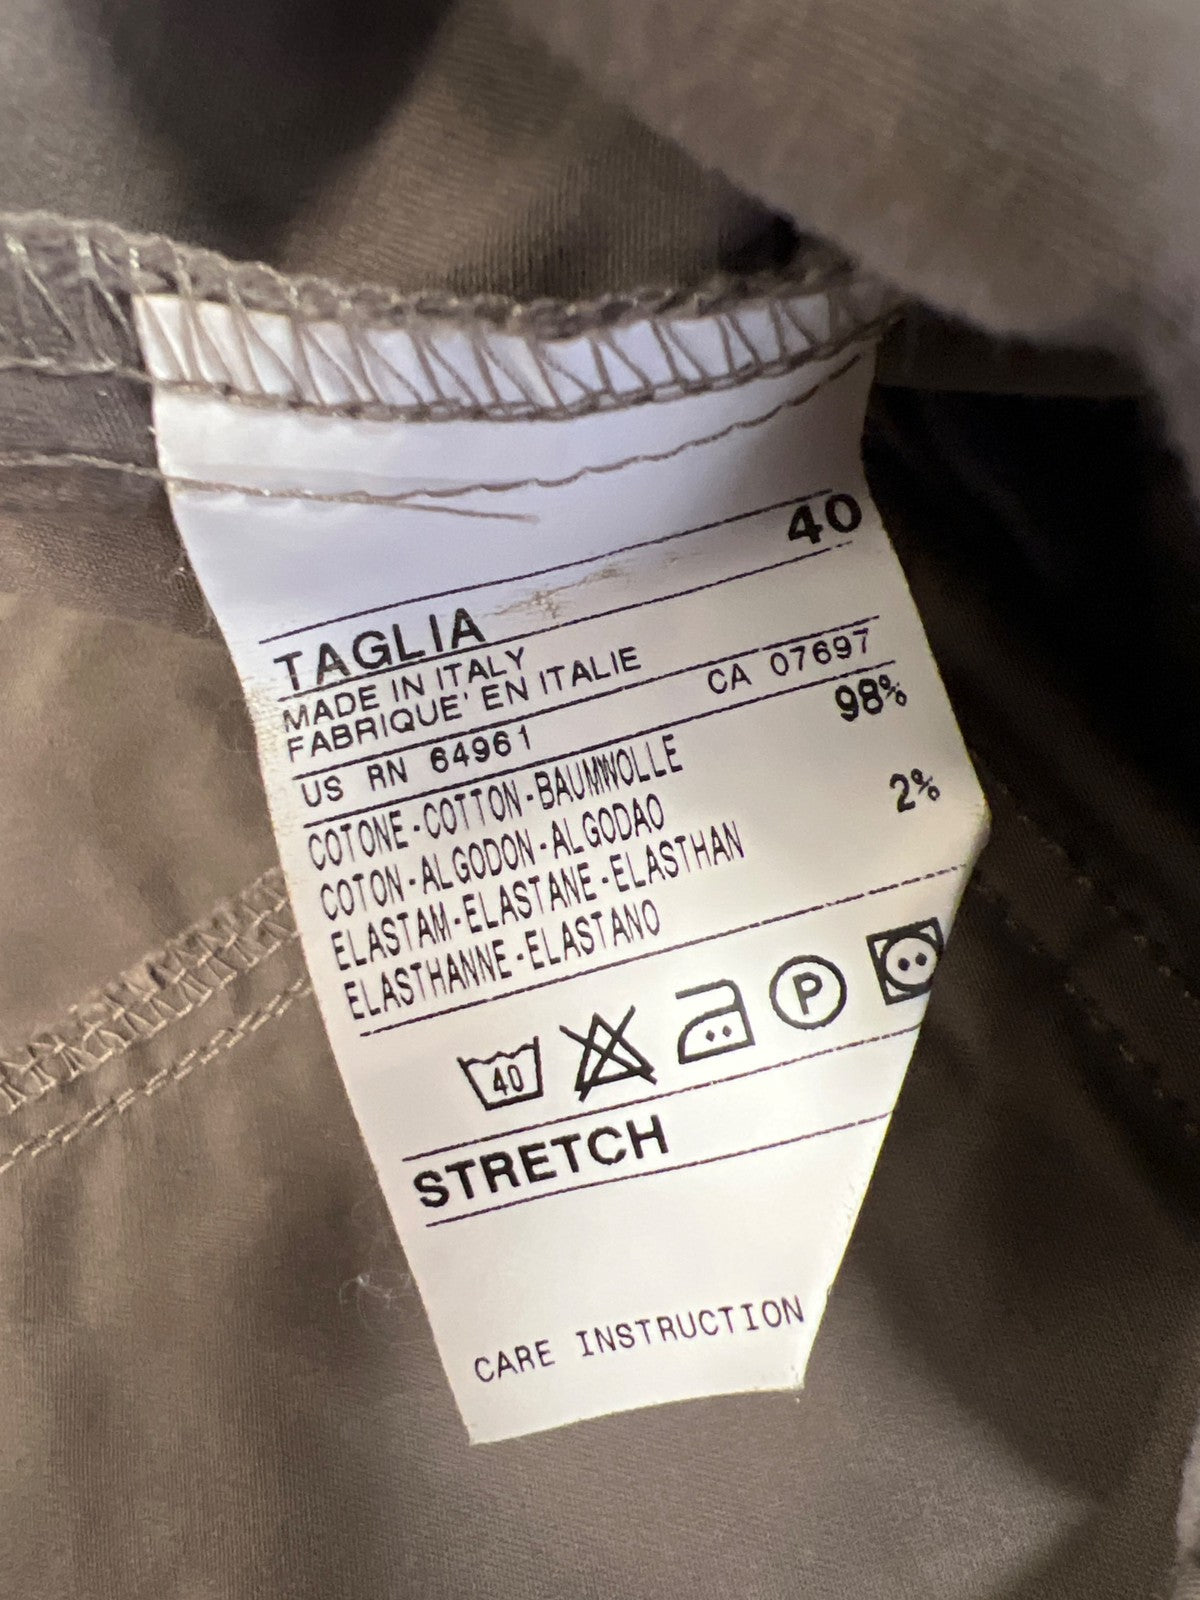 TAGLIA 40
MADE IN ITALY
FABRIQUE' EN ITALIE
US RN 64961 CA 07697
COTONE-COTTON-BAUMWOLLE 98%
COTON-ALGODON-ALGODAO
ELASTAM-ELASTANE-ELASTHAN 2%
ELASTHANNE-ELASTANO
40 P
STRETCH
CARE INSTRUCTION